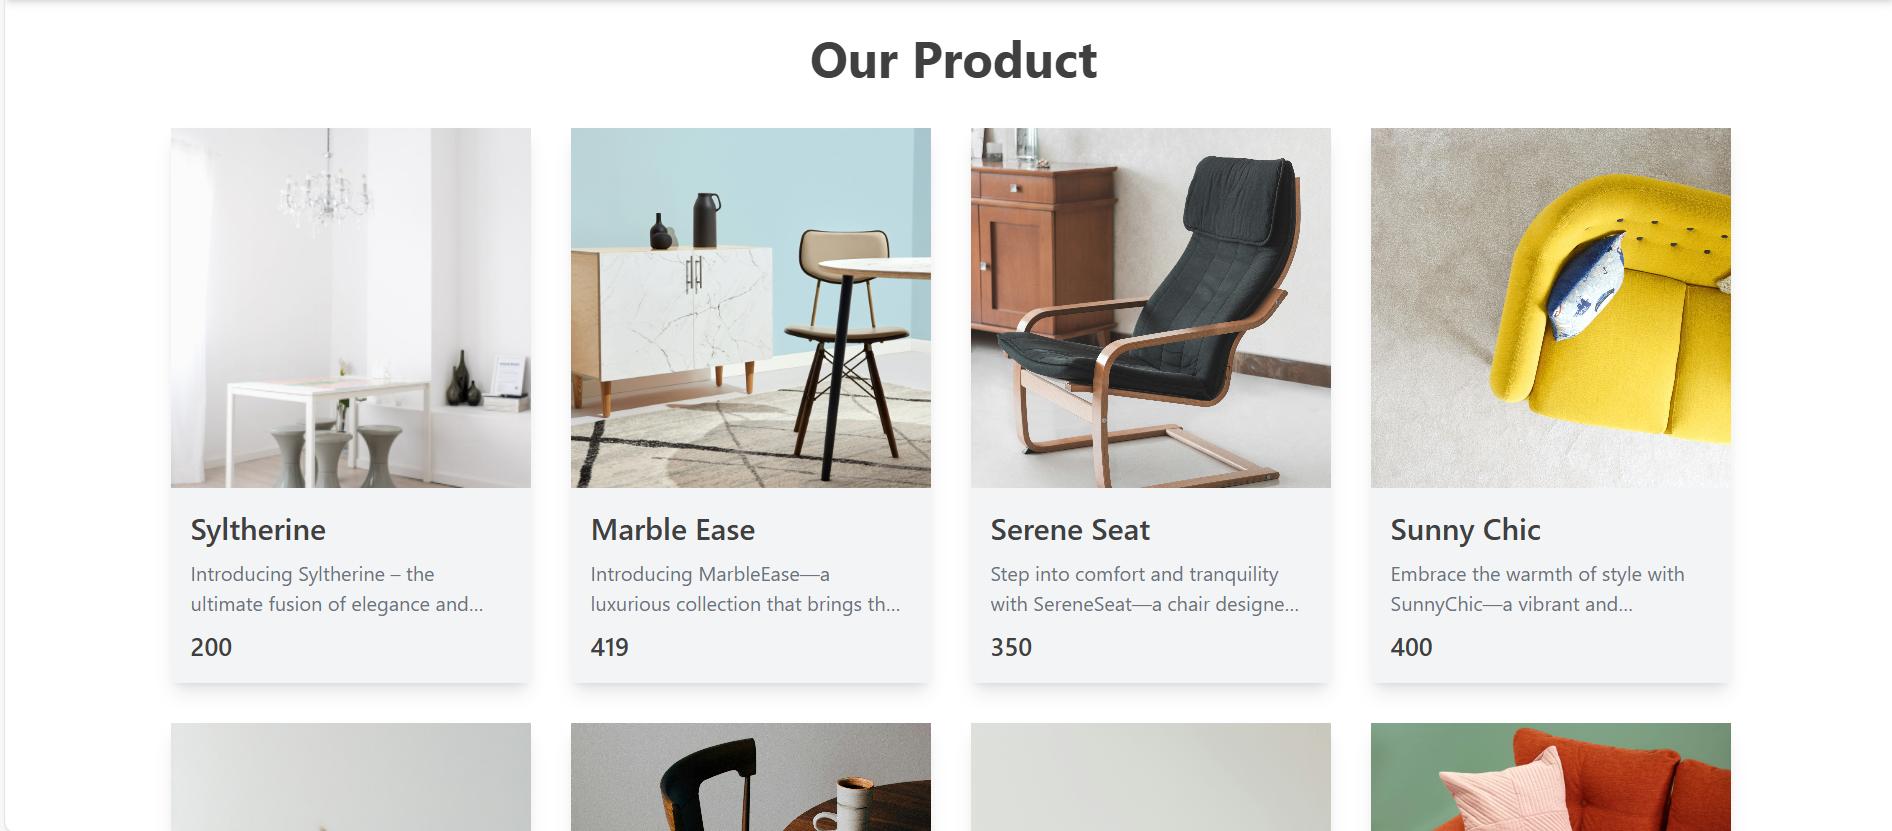 Our Product
Syltherine
Introducing Syltherine – the
ultimate fusion of elegance and...
200
Marble Ease
Introducing MarbleEase—a
luxurious collection that brings th...
419
Serene Seat
Step into comfort and tranquility
with SereneSeat—a chair designe...
350
Sunny Chic
Embrace the warmth of style with
SunnyChic—a vibrant and...
400